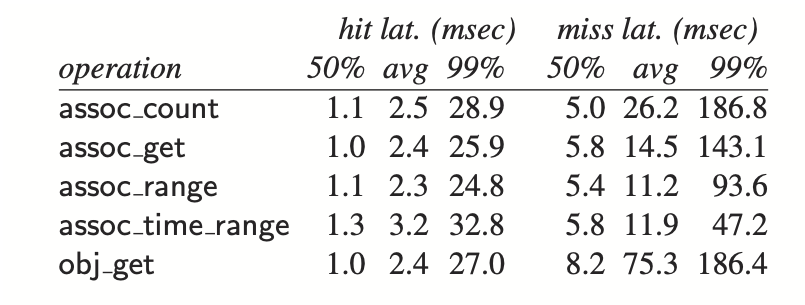 hit lat. (msec) miss lat. (msec)
operation 50% avg 99% 50% avg 99%
assoc_count 1.1 2.5 28.9 5.0 26.2 186.8
assoc_get 1.0 2.4 25.9 5.8 14.5 143.1
assoc_range 1.1 2.3 24.8 5.4 11.2 93.6
assoc_time_range 1.3 3.2 32.8 5.8 11.9 47.2
obj_get 1.0 2.4 27.0 8.2 75.3 186.4